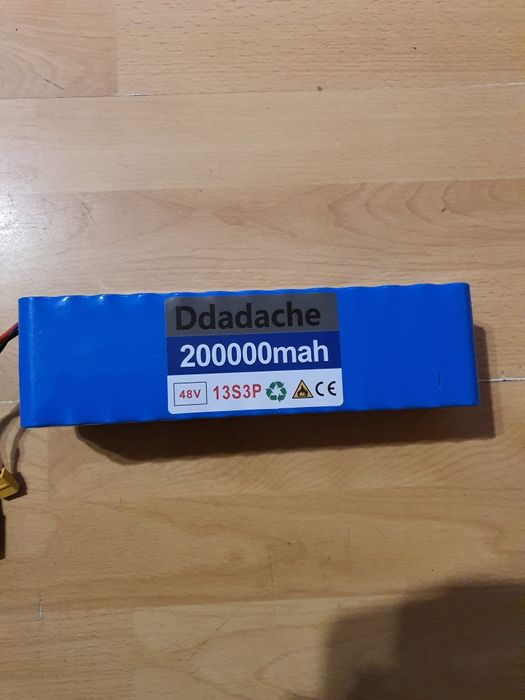 Ddadache
200000mah
48V 13S3P CE